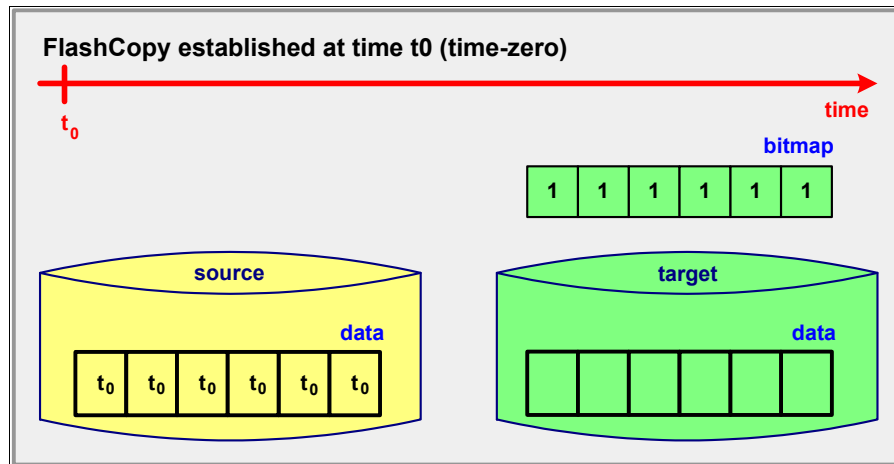 FlashCopy established at time t0 (time-zero)
t0
time
bitmap
1 1 1 1 1 1
source
target
data
data
t0 t0 t0 t0 t0 t0